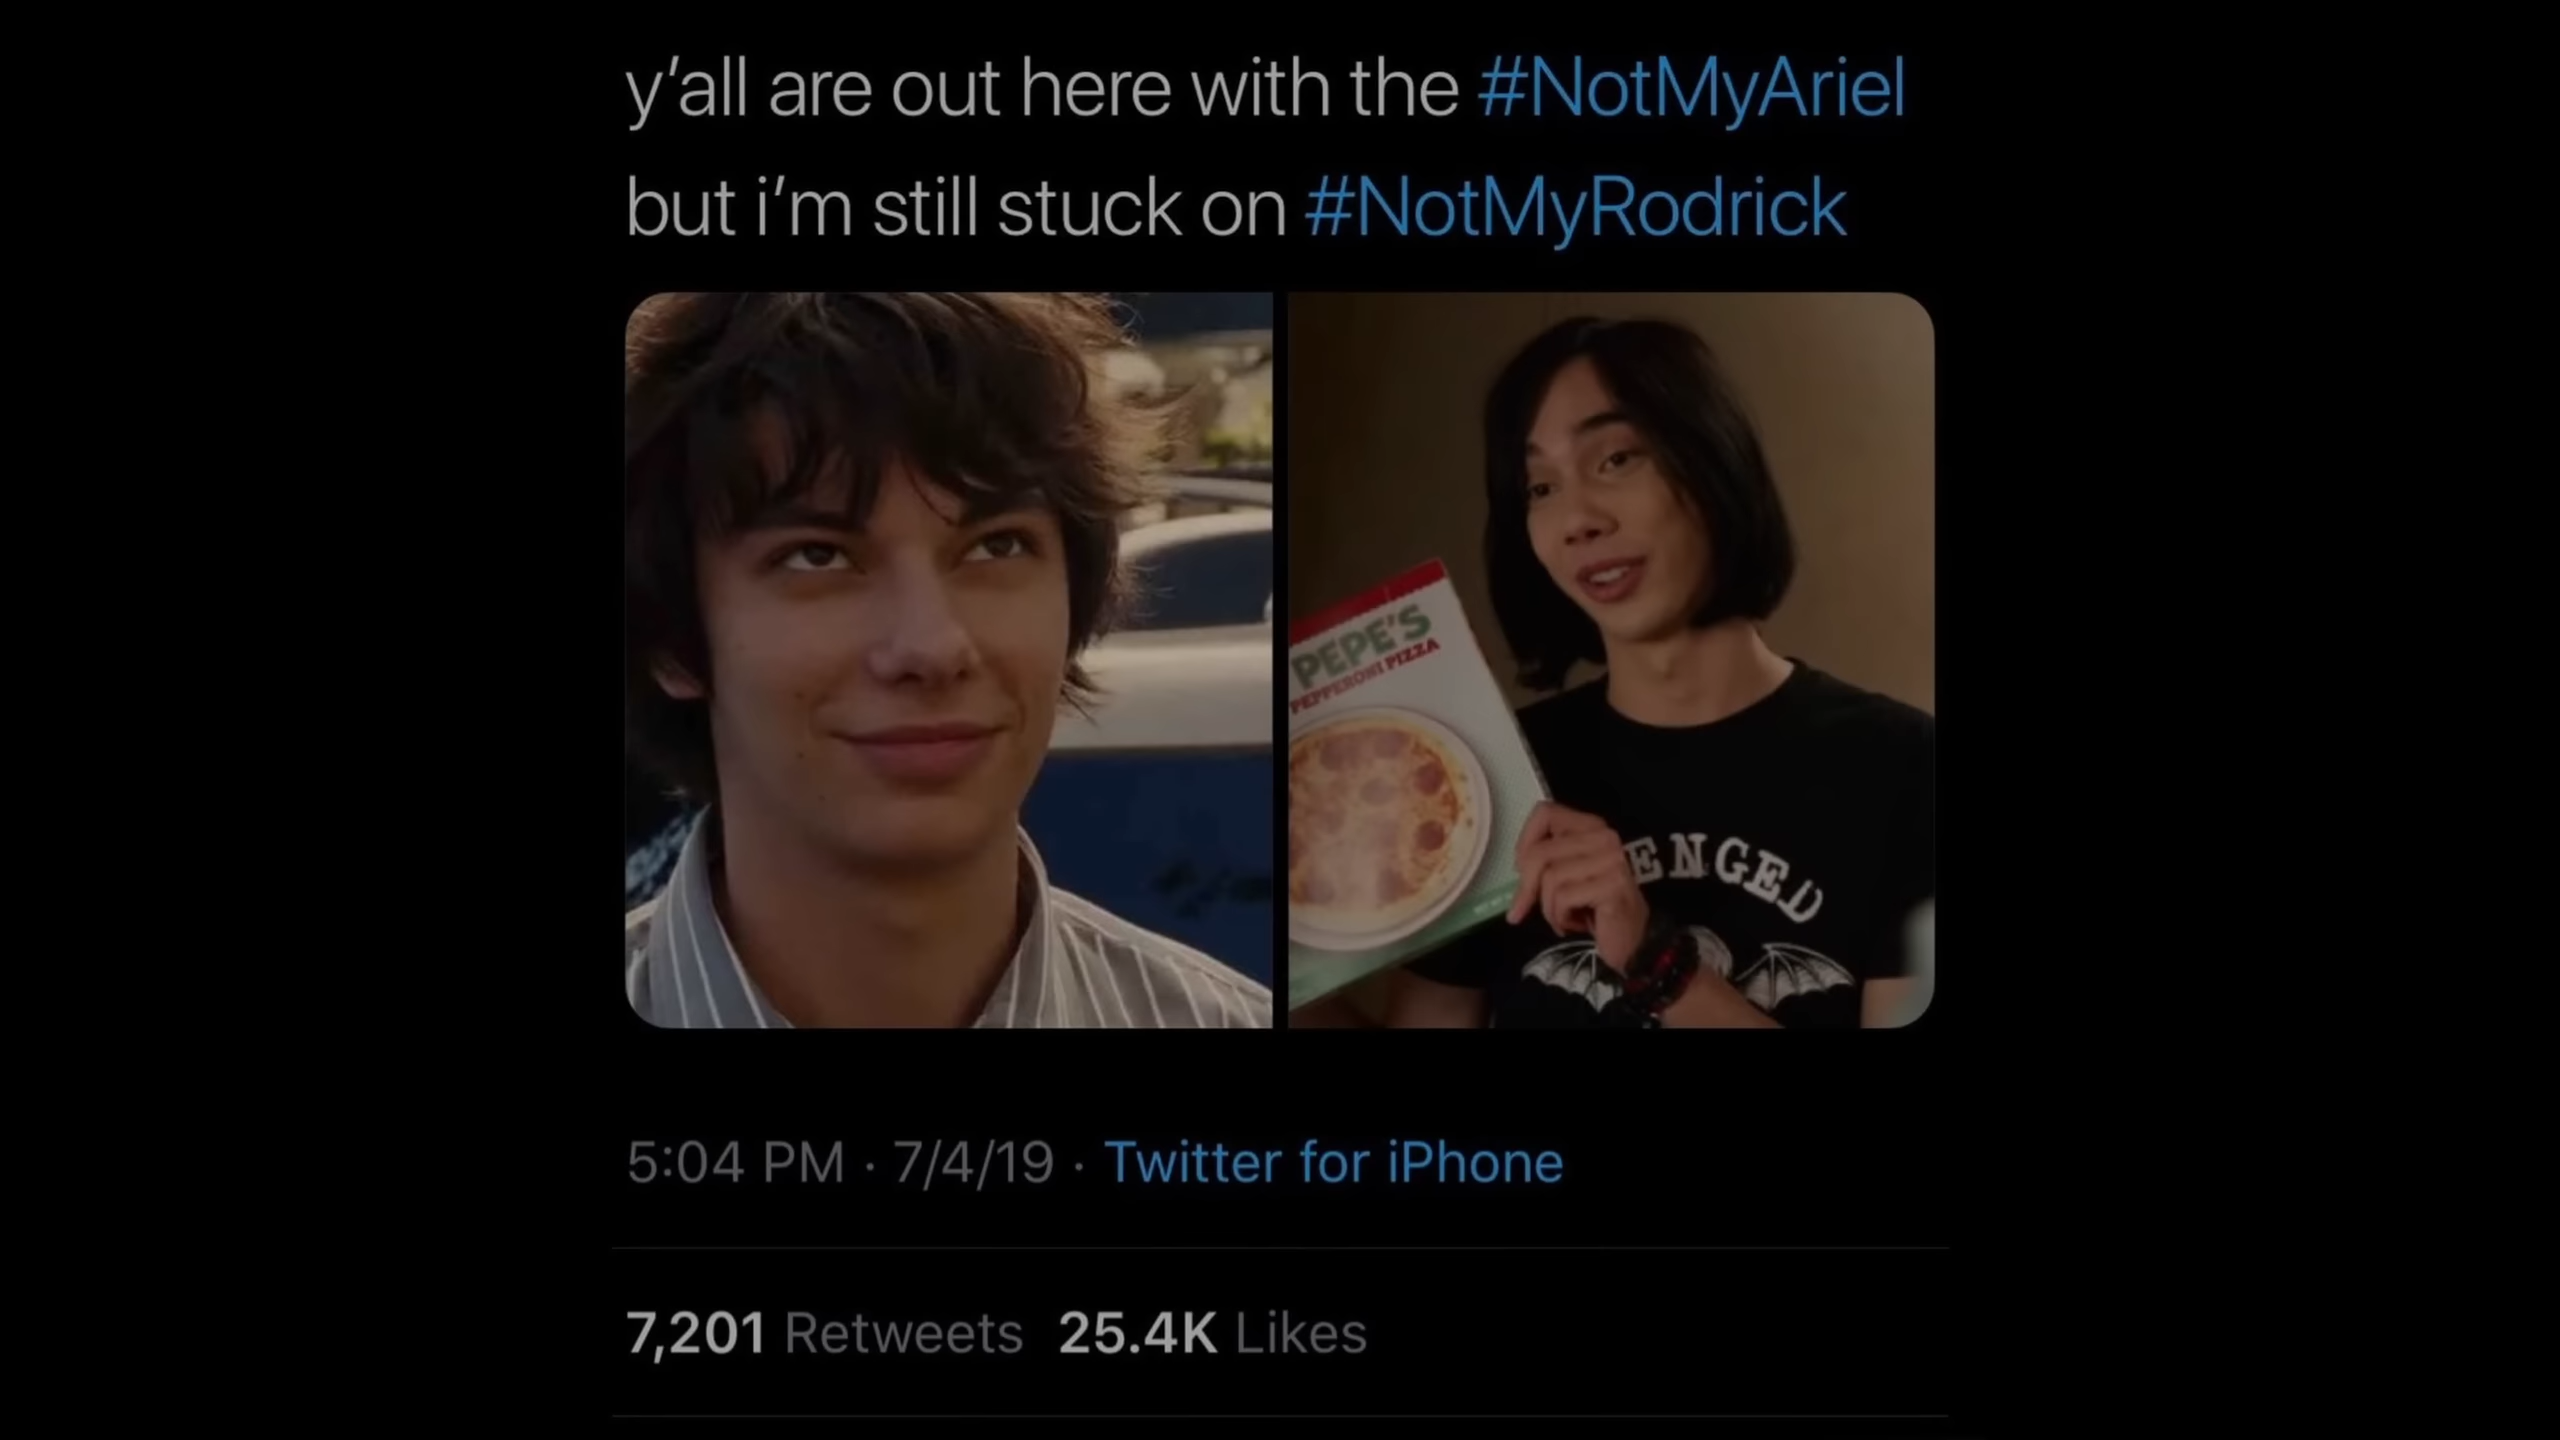 y'all are out here with the #NotMyAriel
but i'm still stuck on #NotMyRodrick
PEPE'S
PEPPERONI PIZZA
ENGED
5:04 PM · 7/4/19 · Twitter for iPhone
7,201 Retweets 25.4K Likes